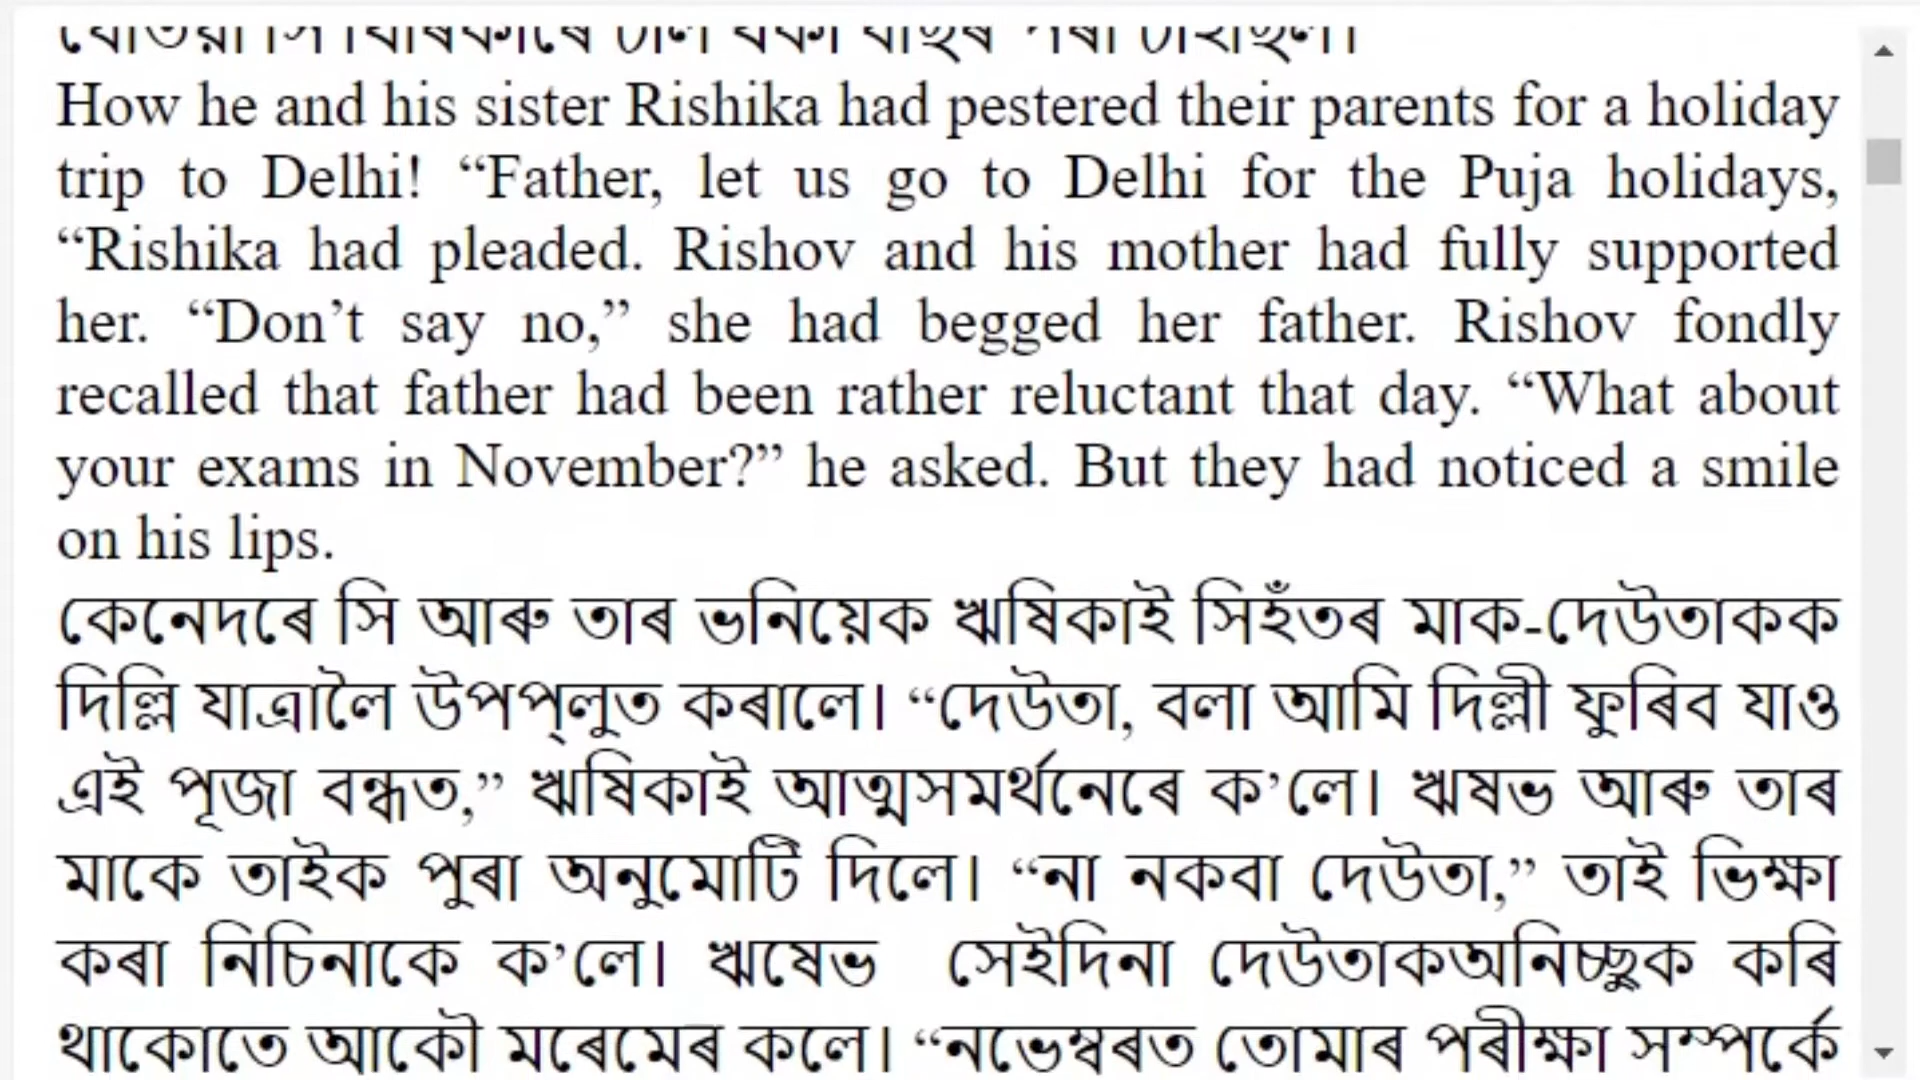 How he and his sister Rishika had pestered their parents for a holiday
trip to Delhi! “Father, let us go to Delhi for the Puja holidays,
“Rishika had pleaded. Rishov and his mother had fully supported
her. “Don’t say no,” she had begged her father. Rishov fondly
recalled that father had been rather reluctant that day. “What about
your exams in November?” he asked. But they had noticed a smile
on his lips.
কেনেদৰে সি আৰু তাৰ ভনিয়েক ঋষিকাই সিহঁতৰ মাক-দেউতাকক
দিল্লি যাত্ৰালৈ উপপ্লুত কৰালে। “দেউতা, বলা আমি দিল্লী ফুৰিব যাও
এই পূজা বন্ধত,” ঋষিকাই আত্মসমৰ্থনেৰে ক’লে। ঋষভ আৰু তাৰ
মাকে তাইক পুৰা অনুমোটি দিলে। “না নকবা দেউতা,” তাই ভিক্ষা
কৰা নিচিনাকে ক’লে। ঋষেভ সেইদিনা দেউতাকঅনিচ্ছুক কৰি
থাকোতে আকৌ মৰেমেৰ কলে। “নভেম্বৰত তোমাৰ পৰীক্ষা সম্পৰ্কে